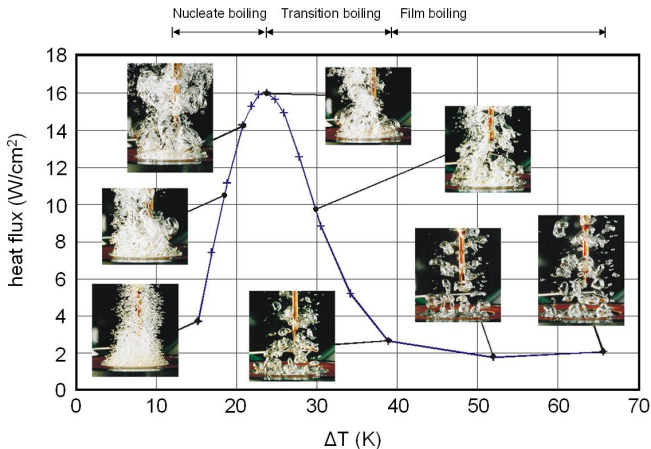 Nucleate boiling Transition boiling Film boiling
18
16
14
12
10
8
6
4
2
0
heat flux (W/cm²)
0 10 20 30 40 50 60 70
ΔT (K)